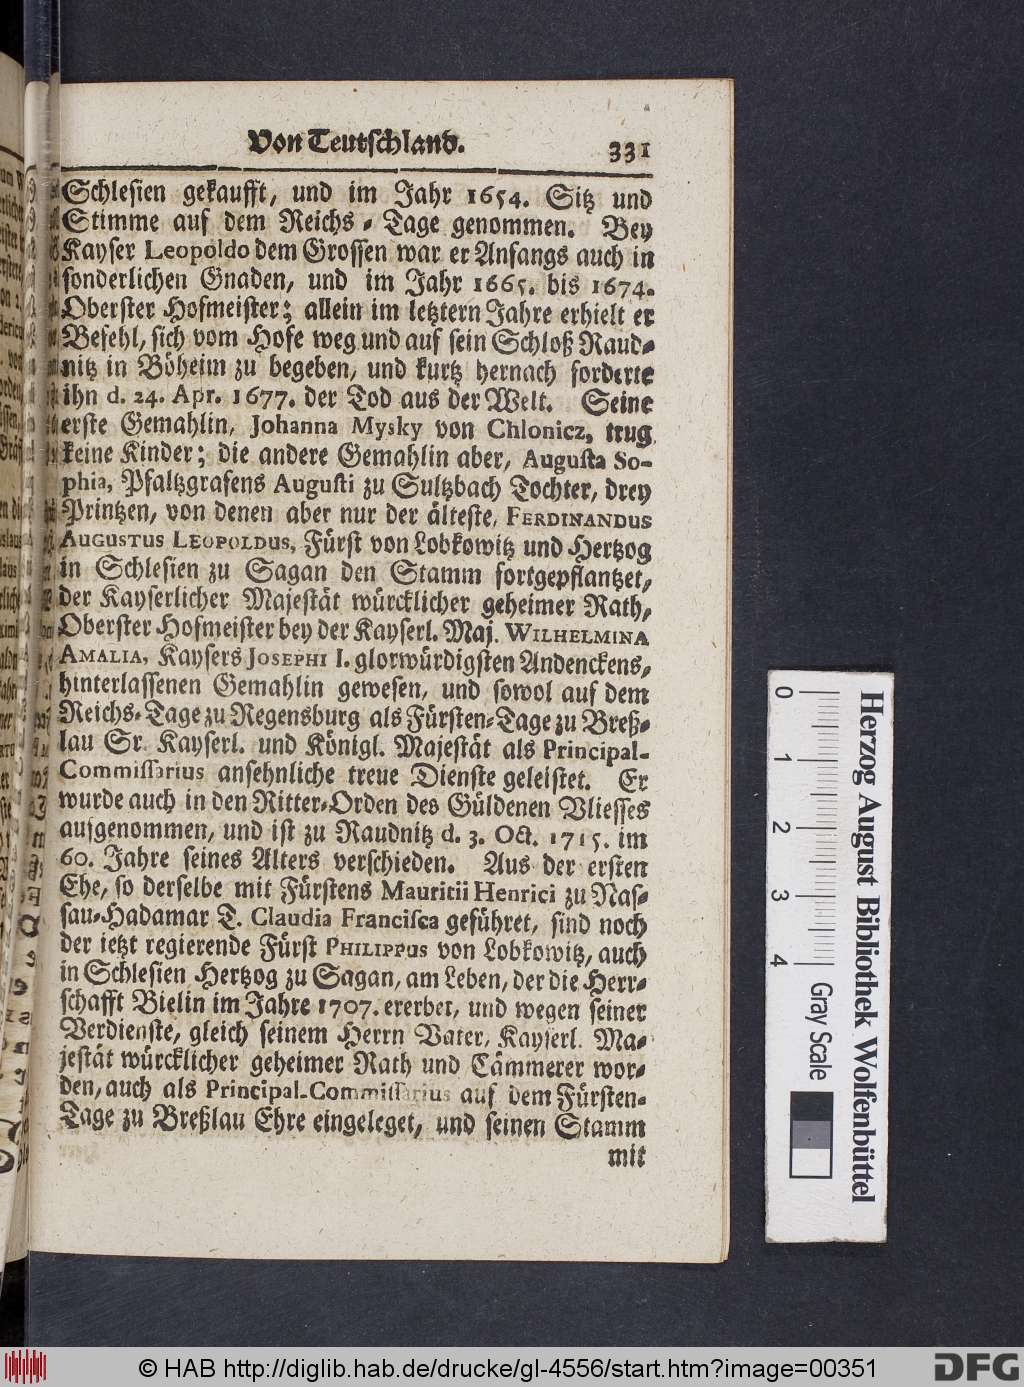 Von Teutschland. 331
Schlesien gekaufft, und im Jahr 1654. Sitz und
Stimme auf dem Reichs-Tage genommen. Bey
Kayser Leopoldo dem Grossen war er Anfangs auch in
sonderlichen Gnaden, und im Jahr 1665. bis 1674.
Oberster Hofmeister; allein im letztern Jahre erhielt er
Befehl, sich vom Hofe weg und auf sein Schloß Raud-
nitz in Böheim zu begeben, und kurtz hernach forderte
ihn d. 24. Apr. 1677. der Tod aus der Welt. Seine
erste Gemahlin, Johanna Mysky von Chlonicz, trug
keine Kinder; die andere Gemahlin aber, Augusta So-
phia, Pfaltzgrafens Augusti zu Sultzbach Tochter, drey
Printzen, von denen aber nur der älteste, FERDINANDUS
AUGUSTUS LEOPOLDUS, Fürst von Lobkowitz und Hertzog
in Schlesien zu Sagan den Stamm fortgepflantzet,
der Kayserlicher Majestät würcklicher geheimer Rath,
Oberster Hofmeister bey der Kayserl. Maj. WILHELMINA
AMALIA, Kaysers JOSEPHI I. glorwürdigsten Andenckens,
hinterlassenen Gemahlin gewesen, und sowol auf dem
Reichs-Tage zu Regensburg als Fürsten-Tage zu Breß-
lau Sr. Kayserl. und Königl. Majestät als Principal-
Commissarius ansehnliche treue Dienste geleistet. Er
wurde auch in den Ritter-Orden des Güldenen Vliesses
aufgenommen, und ist zu Raudnitz d. 3. Oct. 1715. im
60. Jahre seines Alters verschieden. Aus der ersten
Ehe, so derselbe mit Fürstens Mauritii Henrici zu Nas-
sau-Hadamar T. Claudia Francisca geführet, sind noch
der ietzt regierende Fürst PHILIPPUS von Lobkowitz, auch
in Schlesien Hertzog zu Sagan, am Leben, der die Herr-
schafft Bielin im Jahre 1707. ererbet, und wegen seiner
Verdienste, gleich seinem Herrn Vater, Kayserl. Ma-
jestät würcklicher geheimer Rath und Cämmerer wor-
den, auch als Principal-Commissarius auf dem Fürsten-
Tage zu Breßlau Ehre eingeleget, und seinen Stamm
mit
0 1 2 3 4 Gray Scale
Herzog August Bibliothek Wolfenbüttel
© HAB http://diglib.hab.de/drucke/gl-4556/start.htm?image=00351
DFG